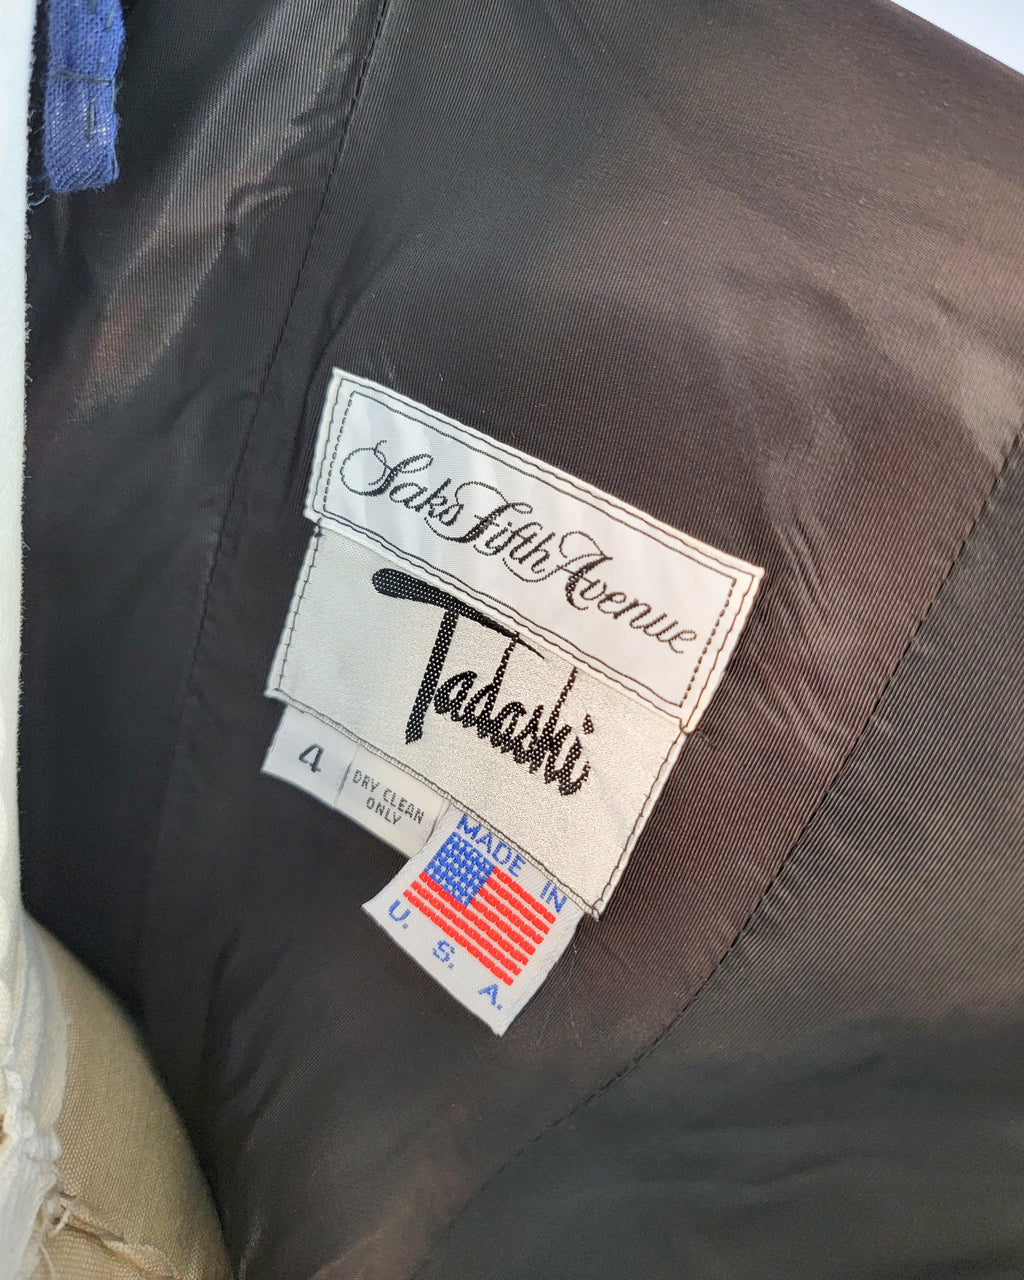 Saks Fifth Avenue
Tadashi
4
DRY CLEAN
ONLY
MADE IN
U. S. A.